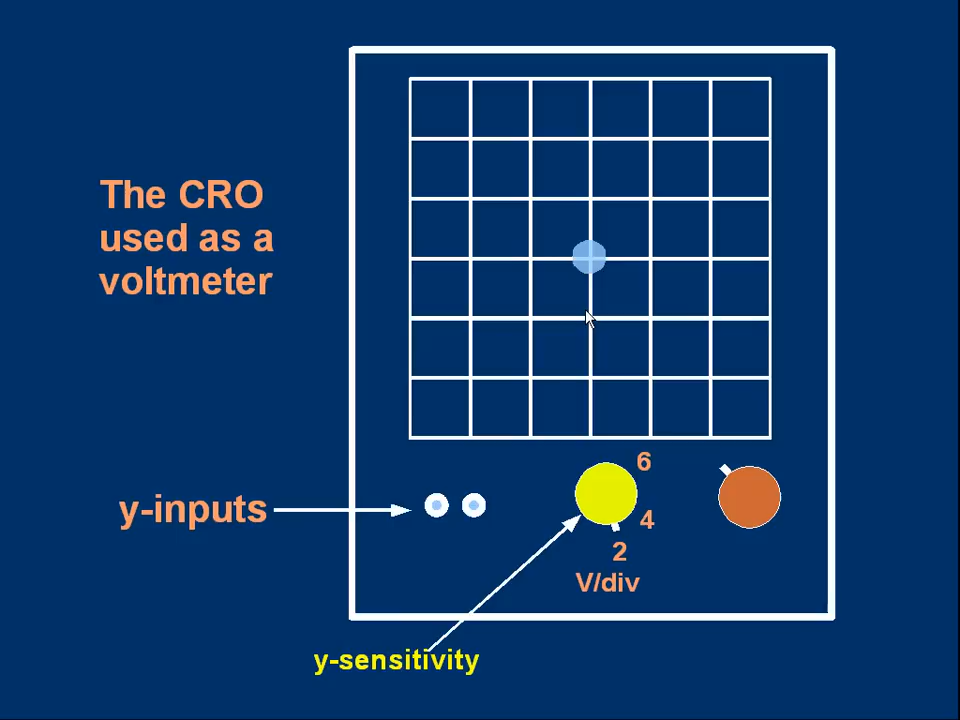 The CRO
used as a
voltmeter
6
y-inputs
4
2
V/div
y-sensitivity